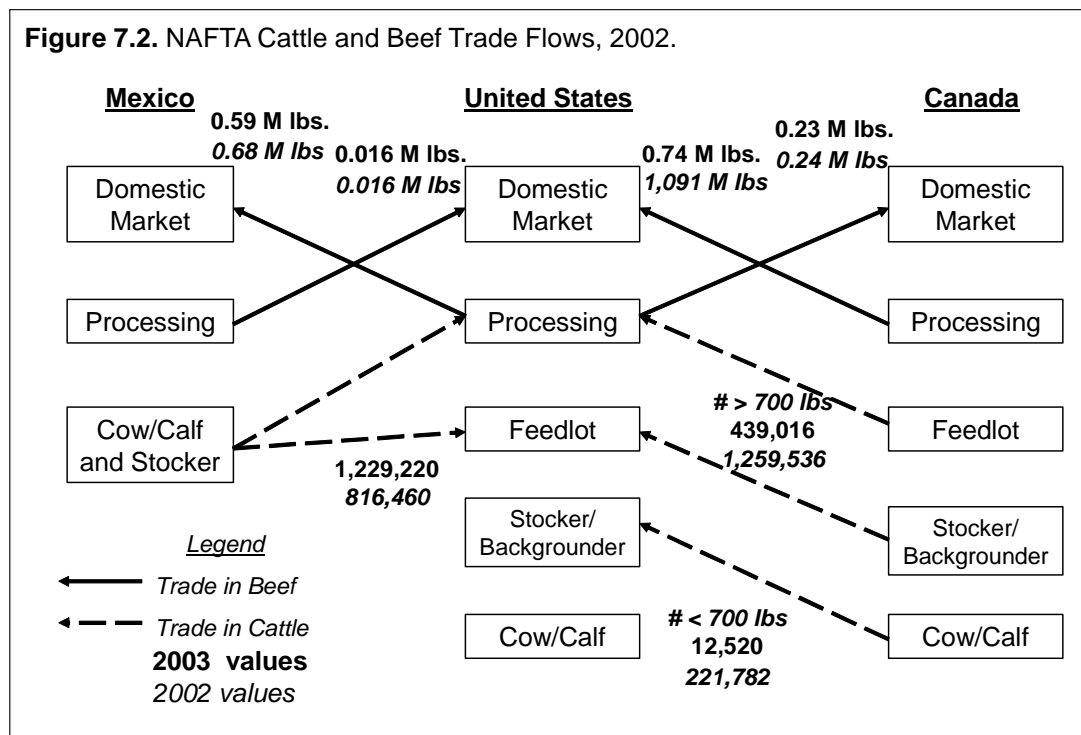 Figure 7.2. NAFTA Cattle and Beef Trade Flows, 2002.
Mexico
United States
Canada
0.59 M lbs.
0.68 M lbs
0.016 M lbs.
0.016 M lbs
0.74 M lbs.
1,091 M lbs
0.23 M lbs.
0.24 M lbs
Domestic
Market
Domestic
Market
Domestic
Market
Processing
Processing
Processing
Cow/Calf
and Stocker
Feedlot
Feedlot
# > 700 lbs
439,016
1,259,536
1,229,220
816,460
Stocker/
Backgrounder
Stocker/
Backgrounder
Legend
Trade in Beef
Trade in Cattle
2003 values
2002 values
Cow/Calf
# < 700 lbs
12,520
221,782
Cow/Calf